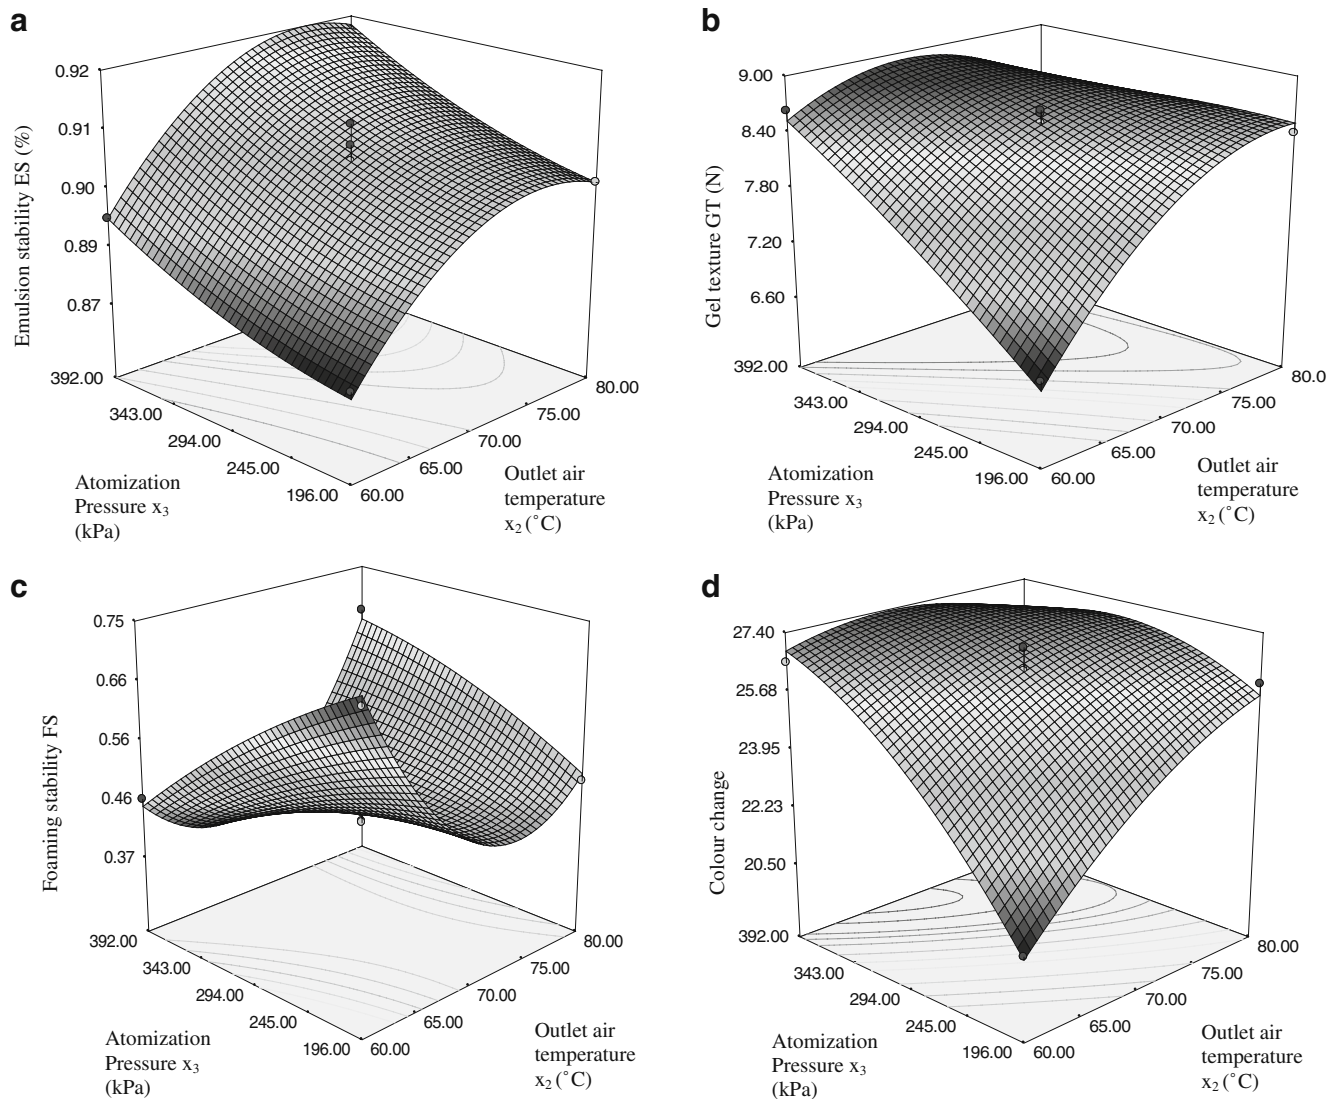 a
Emulsion stability ES (%)
0.92
0.91
0.90
0.89
0.87
392.00
343.00
294.00
245.00
196.00
60.00
65.00
70.00
75.00
80.00
Atomization
Pressure x₃
(kPa)
Outlet air
temperature
x₂ (˚C)
b
Gel texture GT (N)
9.00
8.40
7.80
7.20
6.60
392.00
343.00
294.00
245.00
196.00
60.00
65.00
70.00
75.00
80.0
Atomization
Pressure x₃
(kPa)
Outlet air
temperature
x₂ (˚C)
c
Foaming stability FS
0.75
0.66
0.56
0.46
0.37
392.00
343.00
294.00
245.00
196.00
60.00
65.00
70.00
75.00
80.00
Atomization
Pressure x₃
(kPa)
Outlet air
temperature
x₂ (˚C)
d
Colour change
27.40
25.68
23.95
22.23
20.50
392.00
343.00
294.00
245.00
196.00
60.00
65.00
70.00
75.00
80.00
Atomization
Pressure x₃
(kPa)
Outlet air
temperature
x₂ (˚C)